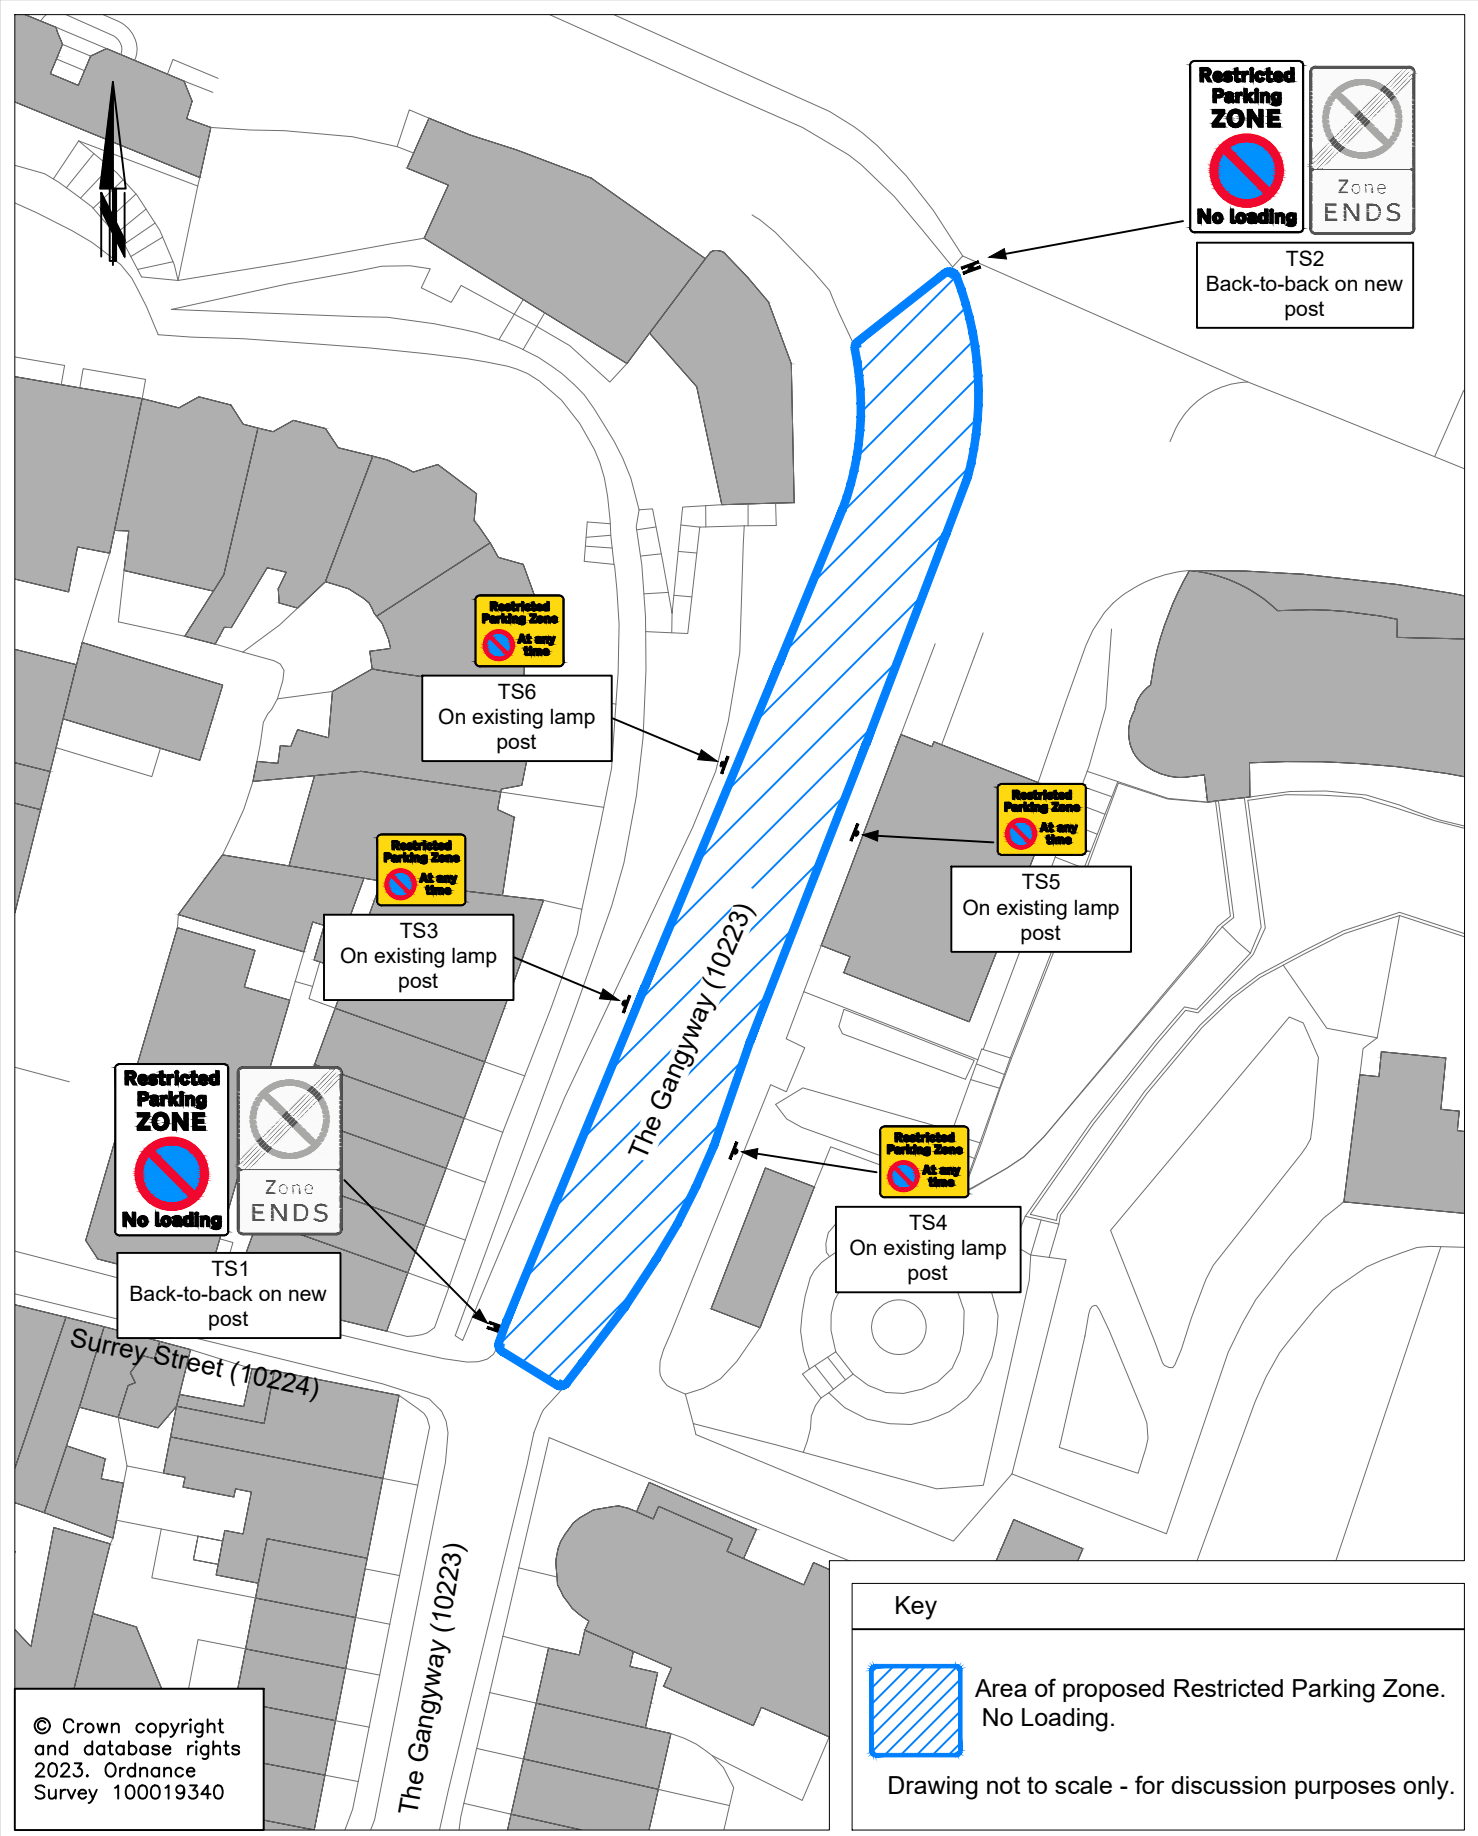 Restricted
Parking
ZONE
No loading
Zone
ENDS
TS2
Back-to-back on new
post
Restricted
Parking Zone
At any
time
TS6
On existing lamp
post
Restricted
Parking Zone
At any
time
TS5
On existing lamp
post
Restricted
Parking Zone
At any
time
TS3
On existing lamp
post
The Gangyway (10223)
Restricted
Parking
ZONE
No loading
Zone
ENDS
TS1
Back-to-back on new
post
Restricted
Parking Zone
At any
time
TS4
On existing lamp
post
Surrey Street (10224)
The Gangyway (10223)
Key
Area of proposed Restricted Parking Zone.
No Loading.
Drawing not to scale - for discussion purposes only.
© Crown copyright
and database rights
2023. Ordnance
Survey 100019340
N